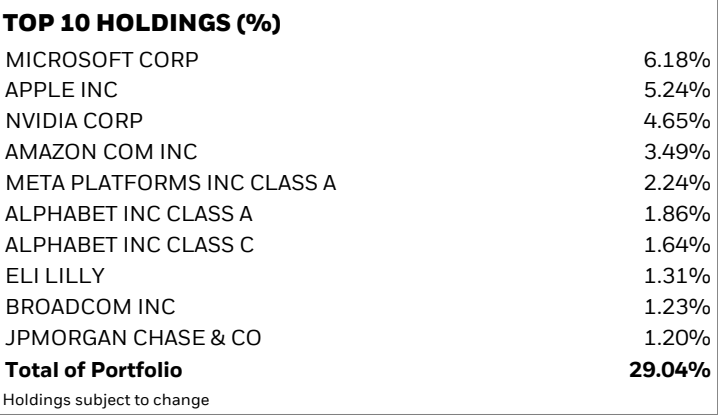 TOP 10 HOLDINGS (%)
MICROSOFT CORP 6.18%
APPLE INC 5.24%
NVIDIA CORP 4.65%
AMAZON COM INC 3.49%
META PLATFORMS INC CLASS A 2.24%
ALPHABET INC CLASS A 1.86%
ALPHABET INC CLASS C 1.64%
ELI LILLY 1.31%
BROADCOM INC 1.23%
JPMORGAN CHASE & CO 1.20%
Total of Portfolio 29.04%
Holdings subject to change